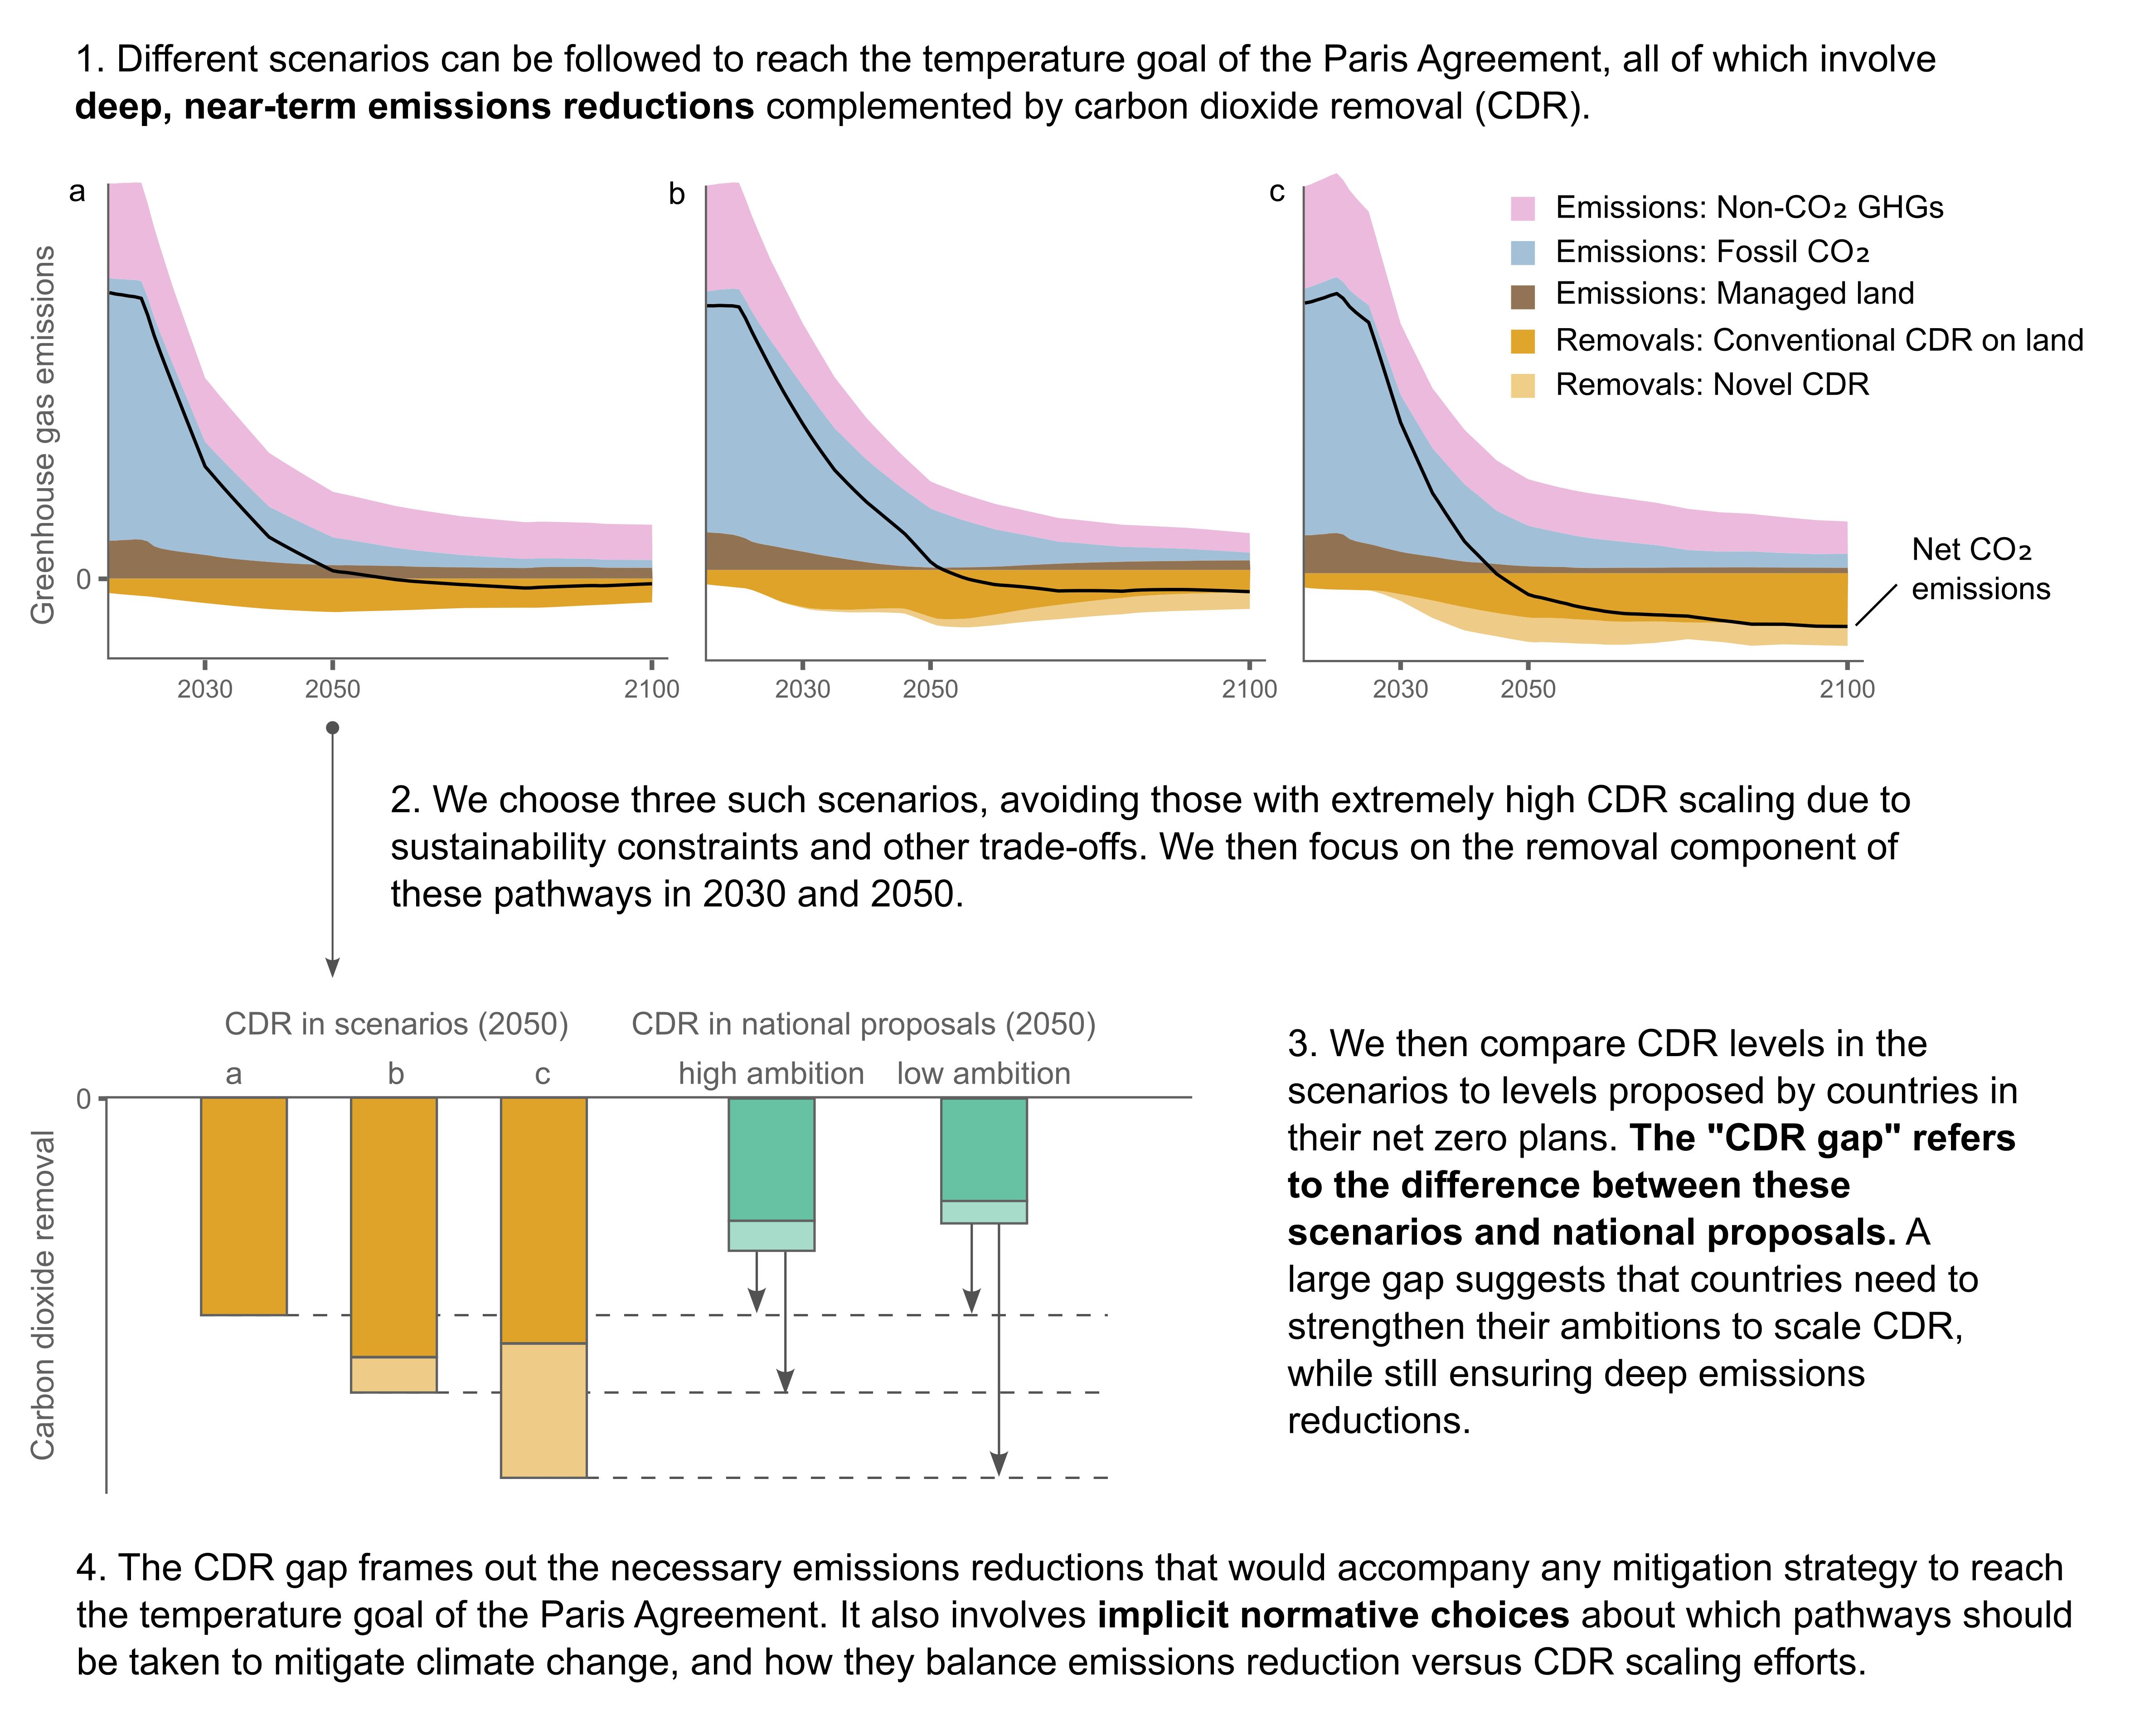 1. Different scenarios can be followed to reach the temperature goal of the Paris Agreement, all of which involve
deep, near-term emissions reductions complemented by carbon dioxide removal (CDR).
a
b
c
Greenhouse gas emissions
0
Emissions: Non-CO₂ GHGs
Emissions: Fossil CO₂
Emissions: Managed land
Removals: Conventional CDR on land
Removals: Novel CDR
Net CO₂
emissions
2030 2050 2100
2030 2050 2100
2030 2050 2100
2. We choose three such scenarios, avoiding those with extremely high CDR scaling due to
sustainability constraints and other trade-offs. We then focus on the removal component of
these pathways in 2030 and 2050.
CDR in scenarios (2050)
a b c
CDR in national proposals (2050)
high ambition low ambition
0
Carbon dioxide removal
3. We then compare CDR levels in the
scenarios to levels proposed by countries in
their net zero plans. The "CDR gap" refers
to the difference between these
scenarios and national proposals. A
large gap suggests that countries need to
strengthen their ambitions to scale CDR,
while still ensuring deep emissions
reductions.
4. The CDR gap frames out the necessary emissions reductions that would accompany any mitigation strategy to reach
the temperature goal of the Paris Agreement. It also involves implicit normative choices about which pathways should
be taken to mitigate climate change, and how they balance emissions reduction versus CDR scaling efforts.